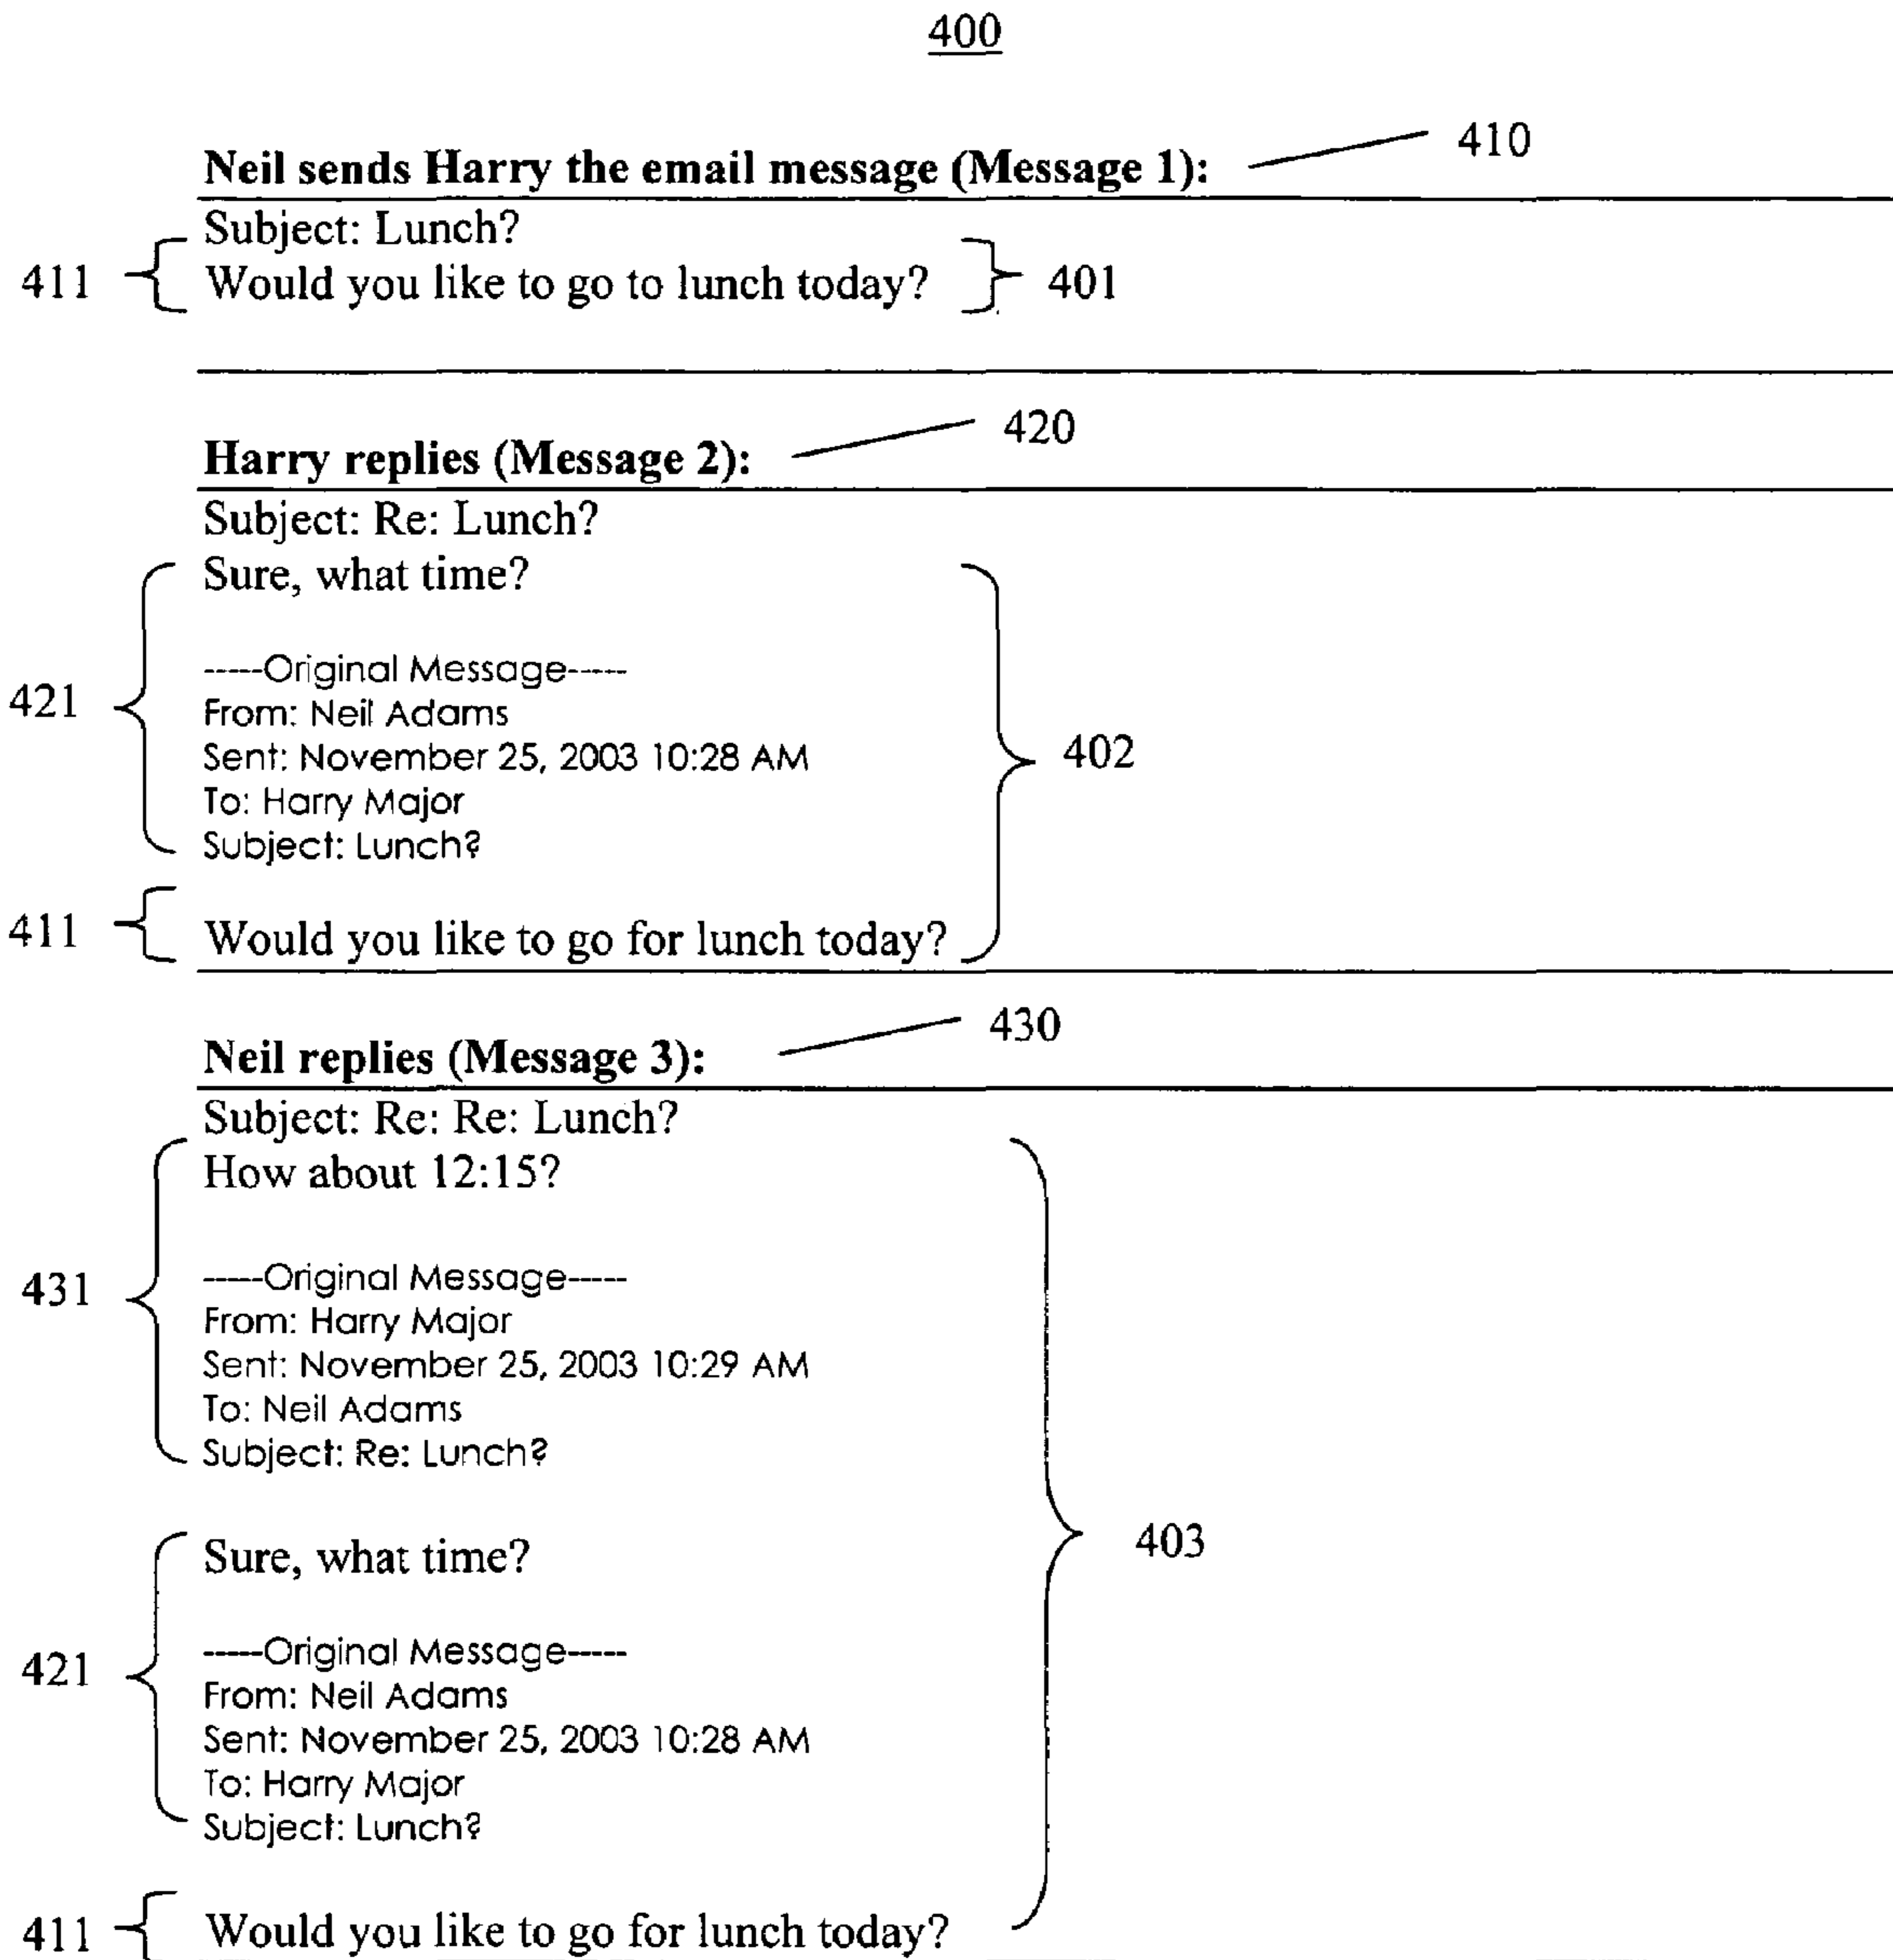 400
Neil sends Harry the email message (Message 1): 410
Subject: Lunch?
411 Would you like to go to lunch today? 401
Harry replies (Message 2): 420
Subject: Re: Lunch?
Sure, what time?
-----Original Message-----
421 From: Neil Adams
Sent: November 25, 2003 10:28 AM 402
To: Harry Major
Subject: Lunch?
411 Would you like to go for lunch today?
Neil replies (Message 3): 430
Subject: Re: Re: Lunch?
How about 12:15?
-----Original Message-----
431 From: Harry Major
Sent: November 25, 2003 10:29 AM
To: Neil Adams
Subject: Re: Lunch?
Sure, what time? 403
-----Original Message-----
421 From: Neil Adams
Sent: November 25, 2003 10:28 AM
To: Harry Major
Subject: Lunch?
411 Would you like to go for lunch today?